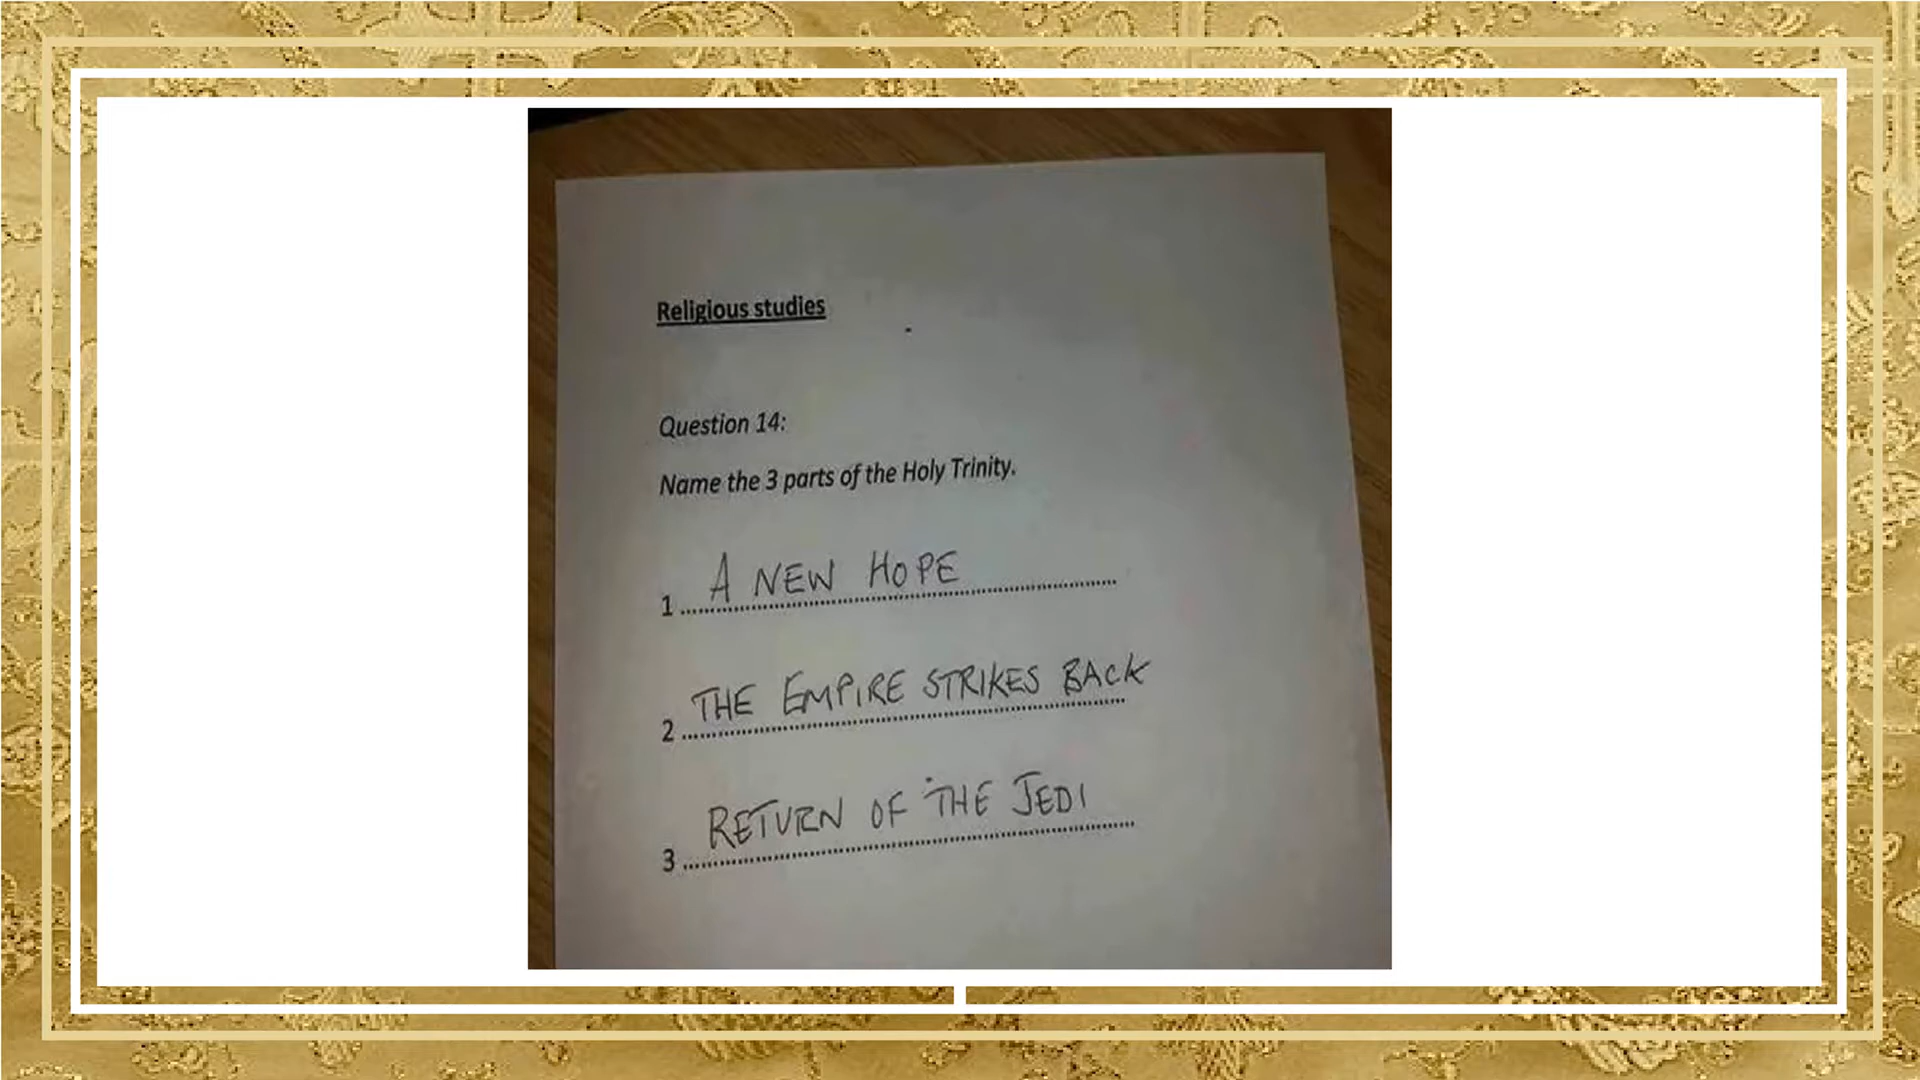 Religious studies
Question 14:
Name the 3 parts of the Holy Trinity.
1 A NEW HOPE
2 THE EMPIRE STRIKES BACK
3 RETURN OF THE JEDI